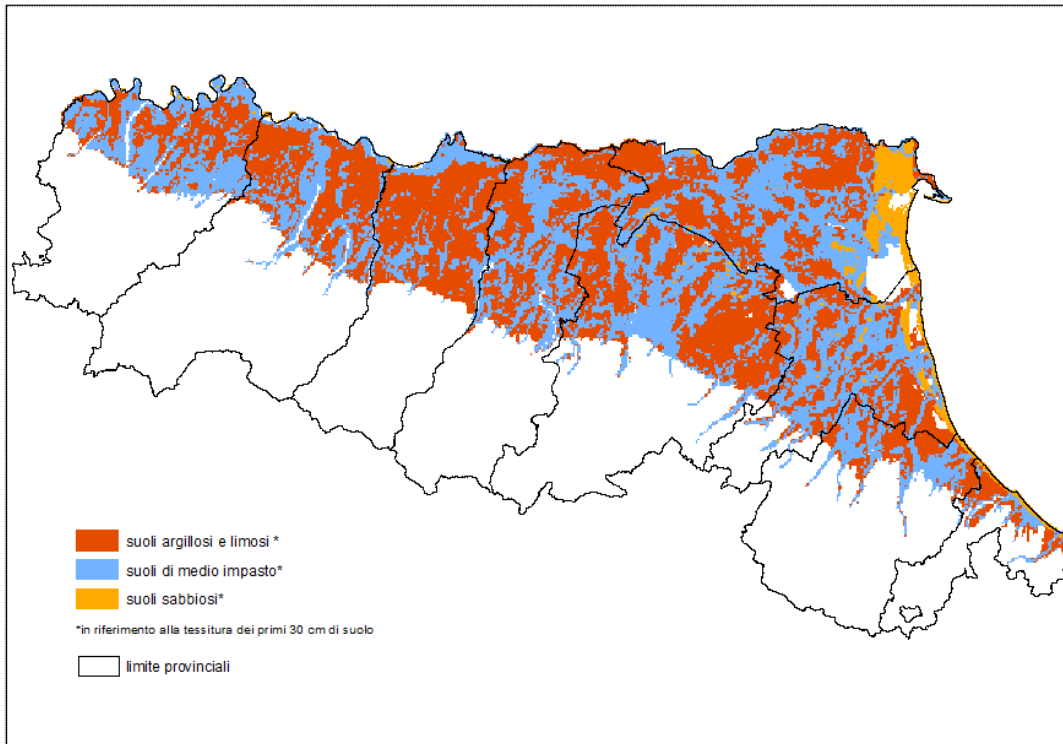 suoli argillosi e limosi *
suoli di medio impasto*
suoli sabbiosi*
*in riferimento alla tessitura dei primi 30 cm di suolo
limite provinciali